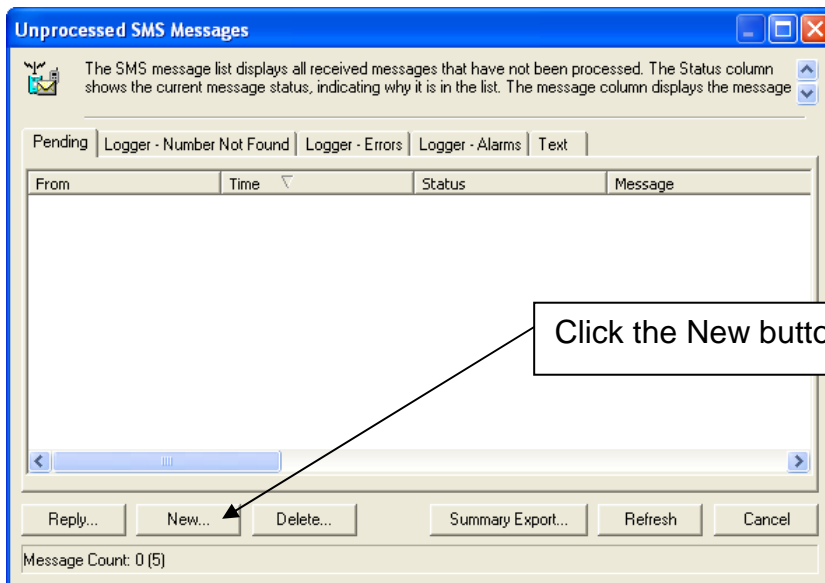 Unprocessed SMS Messages
The SMS message list displays all received messages that have not been processed. The Status column
shows the current message status, indicating why it is in the list. The message column displays the message
Pending Logger - Number Not Found Logger - Errors Logger - Alarms Text
From Time Status Message
Click the New butto
Reply... New... Delete... Summary Export... Refresh Cancel
Message Count: 0 (5)